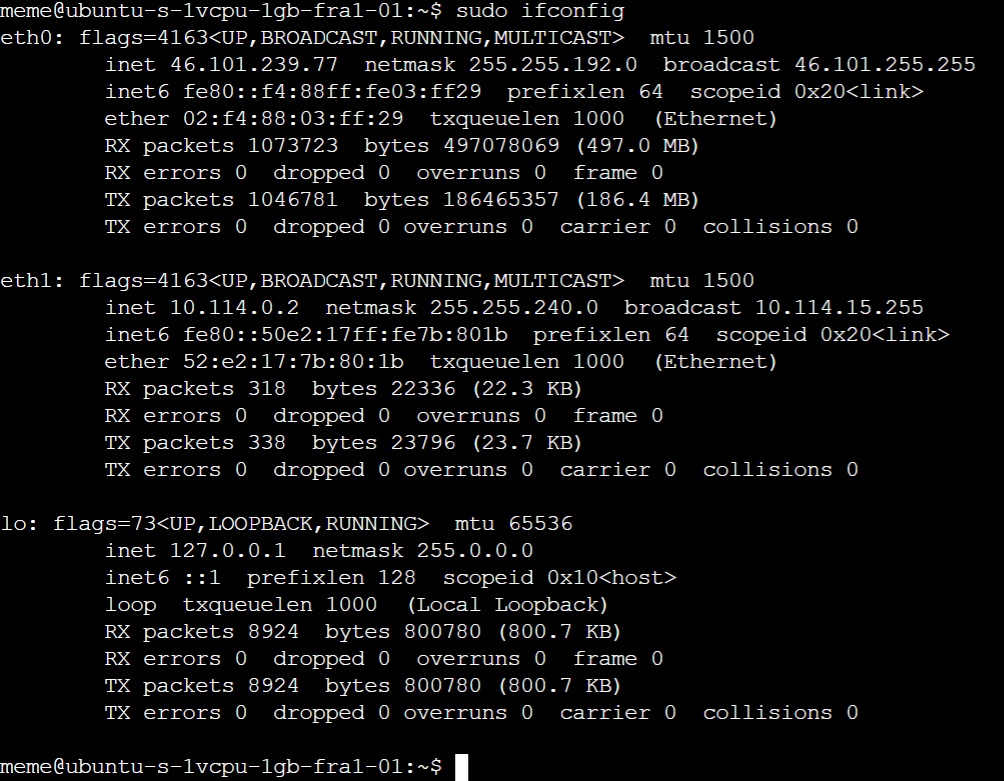 meme@ubuntu-s-1vcpu-1gb-fra1-01:~$ sudo ifconfig
eth0: flags=4163<UP,BROADCAST,RUNNING,MULTICAST>  mtu 1500
        inet 46.101.239.77  netmask 255.255.192.0  broadcast 46.101.255.255
        inet6 fe80::f4:88ff:fe03:ff29  prefixlen 64  scopeid 0x20<link>
        ether 02:f4:88:03:ff:29  txqueuelen 1000  (Ethernet)
        RX packets 1073723  bytes 497078069 (497.0 MB)
        RX errors 0  dropped 0  overruns 0  frame 0
        TX packets 1046781  bytes 186465357 (186.4 MB)
        TX errors 0  dropped 0 overruns 0  carrier 0  collisions 0

eth1: flags=4163<UP,BROADCAST,RUNNING,MULTICAST>  mtu 1500
        inet 10.114.0.2  netmask 255.255.240.0  broadcast 10.114.15.255
        inet6 fe80::50e2:17ff:fe7b:801b  prefixlen 64  scopeid 0x20<link>
        ether 52:e2:17:7b:80:1b  txqueuelen 1000  (Ethernet)
        RX packets 318  bytes 22336 (22.3 KB)
        RX errors 0  dropped 0  overruns 0  frame 0
        TX packets 338  bytes 23796 (23.7 KB)
        TX errors 0  dropped 0 overruns 0  carrier 0  collisions 0

lo: flags=73<UP,LOOPBACK,RUNNING>  mtu 65536
        inet 127.0.0.1  netmask 255.0.0.0
        inet6 ::1  prefixlen 128  scopeid 0x10<host>
        loop  txqueuelen 1000  (Local Loopback)
        RX packets 8924  bytes 800780 (800.7 KB)
        RX errors 0  dropped 0  overruns 0  frame 0
        TX packets 8924  bytes 800780 (800.7 KB)
        TX errors 0  dropped 0 overruns 0  carrier 0  collisions 0

meme@ubuntu-s-1vcpu-1gb-fra1-01:~$